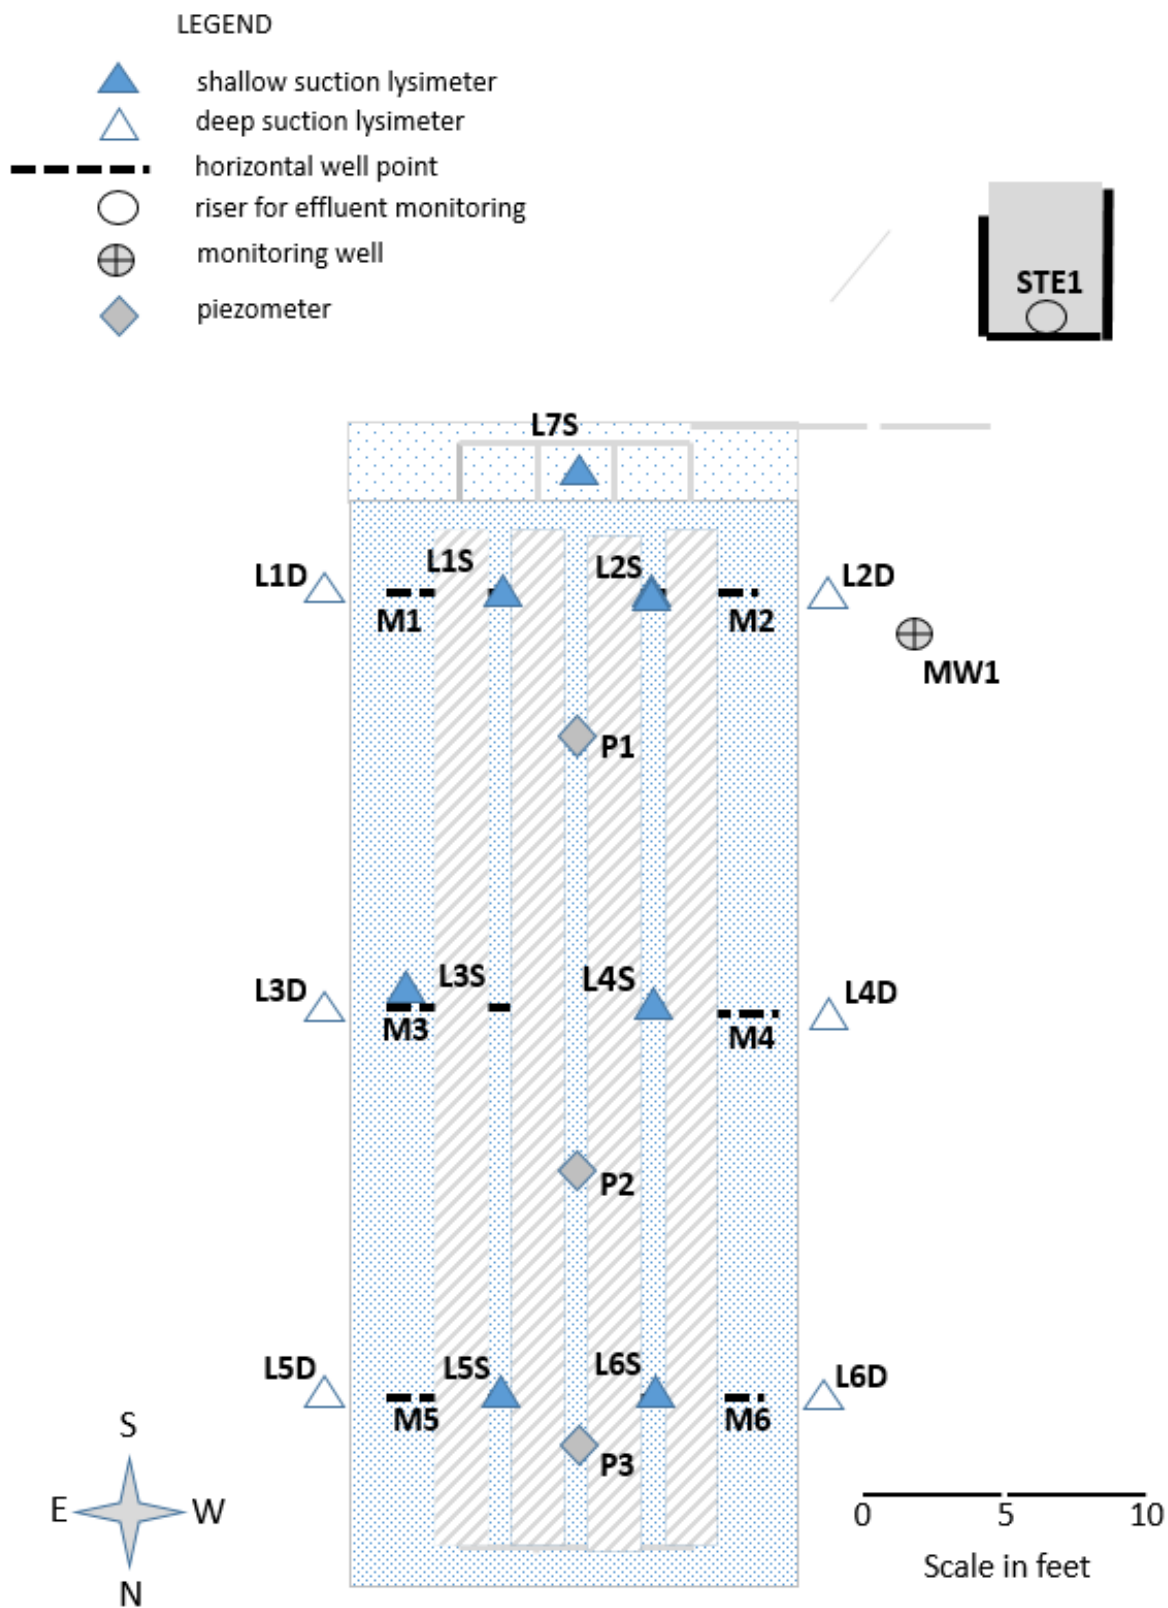 LEGEND
shallow suction lysimeter
deep suction lysimeter
horizontal well point
riser for effluent monitoring
monitoring well
piezometer
STE1
L7S
L1D
L1S
L2S
L2D
M1
M2
MW1
P1
L3D
L3S
L4S
L4D
M3
M4
P2
L5D
L5S
L6S
L6D
M5
M6
P3
S
E
W
N
0 5 10
Scale in feet